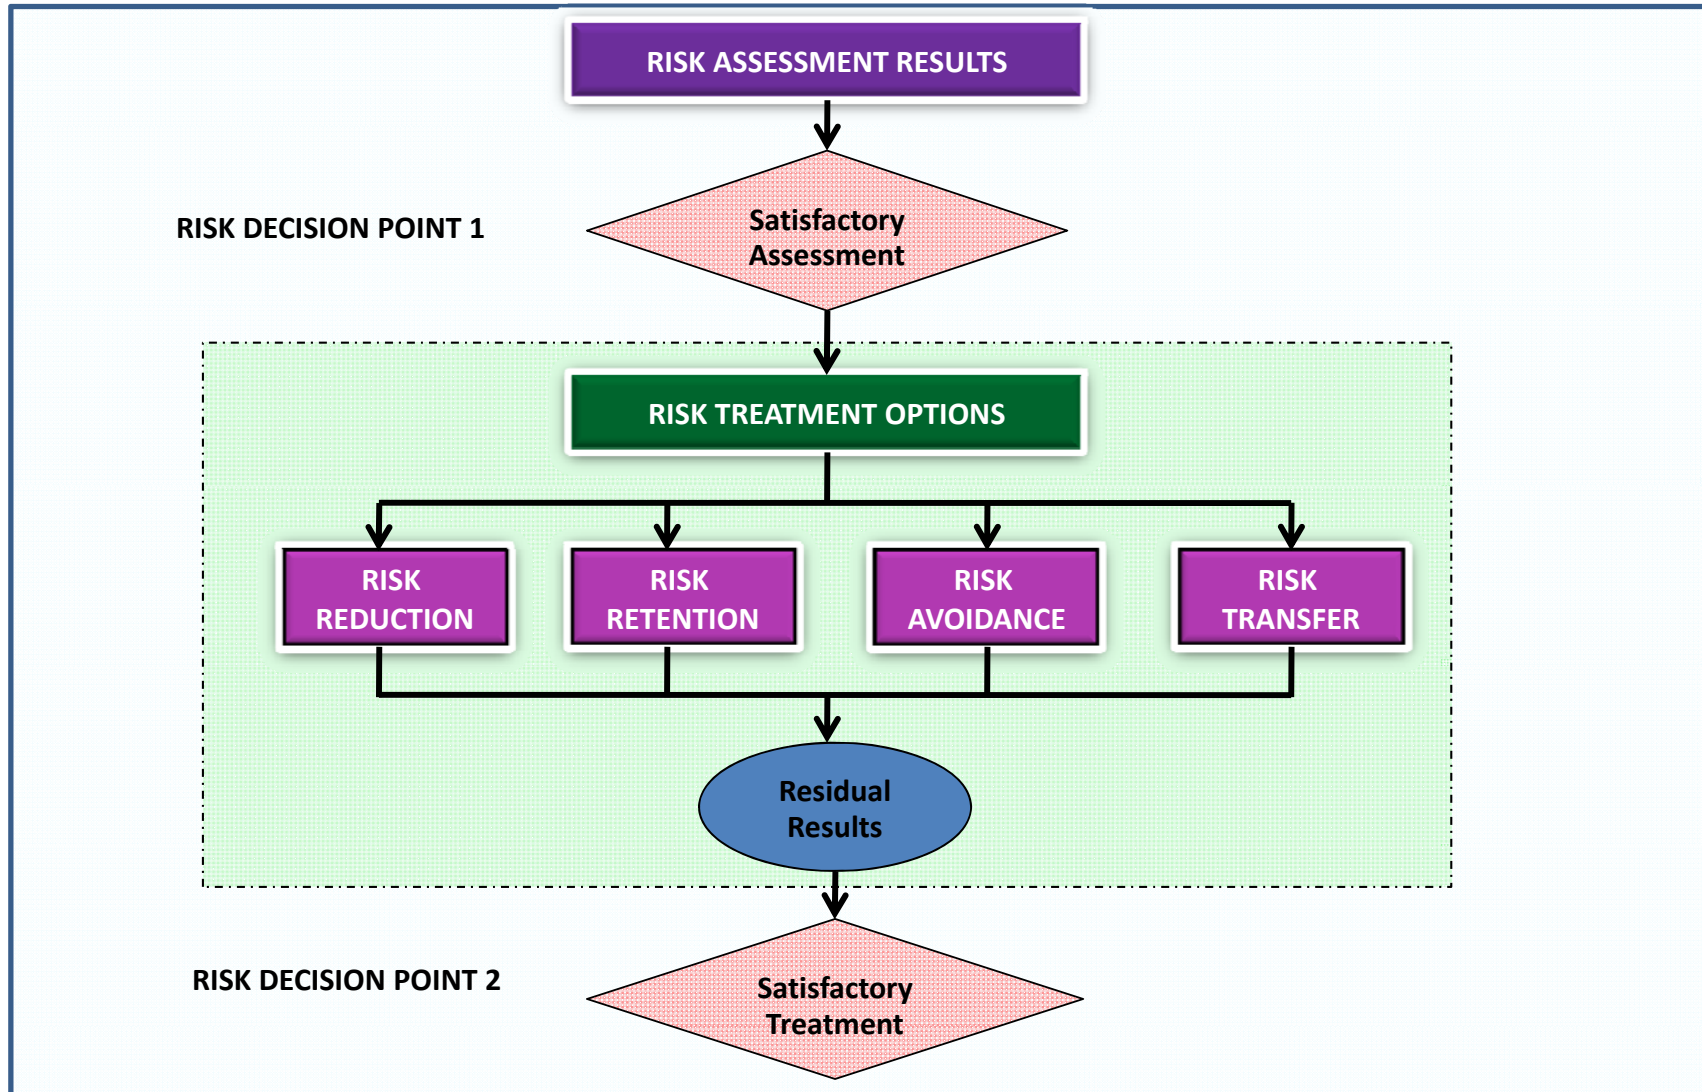 RISK ASSESSMENT RESULTS
RISK DECISION POINT 1
Satisfactory
Assessment
RISK TREATMENT OPTIONS
RISK
REDUCTION
RISK
RETENTION
RISK
AVOIDANCE
RISK
TRANSFER
Residual
Results
RISK DECISION POINT 2
Satisfactory
Treatment